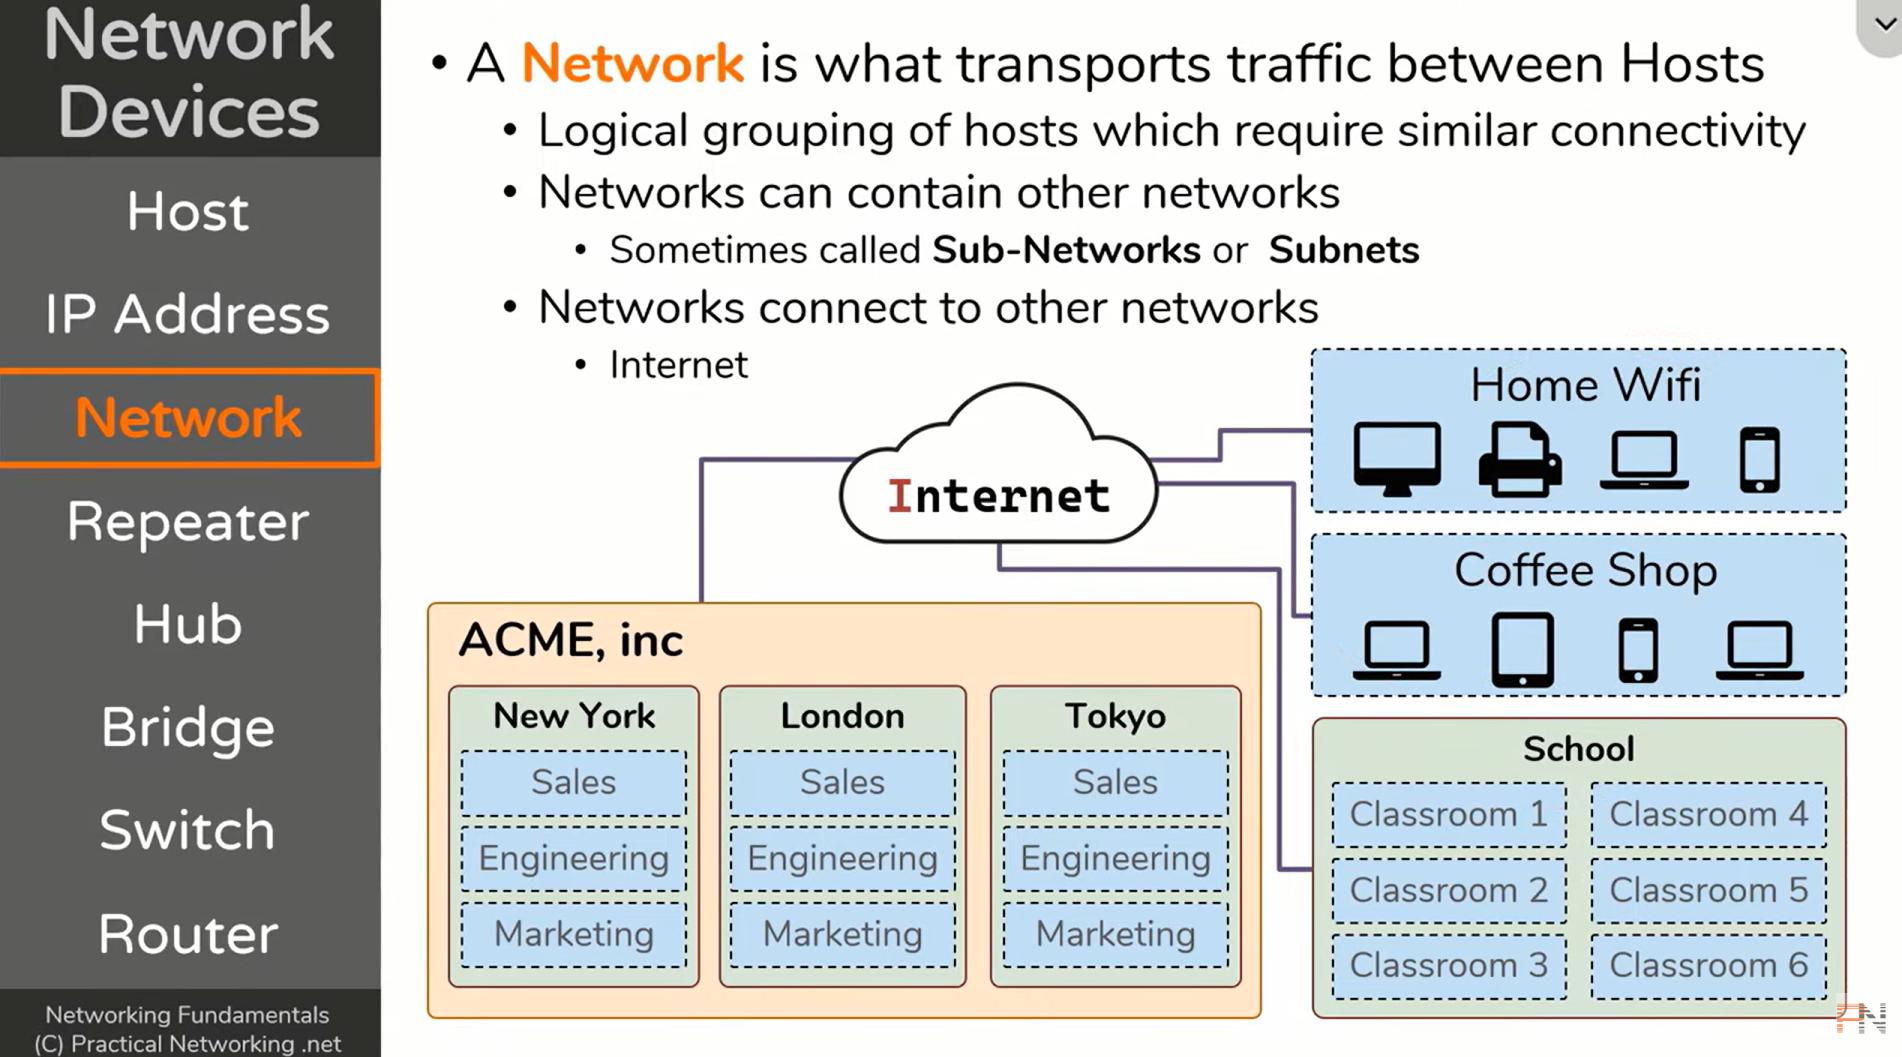 Network
Devices
Host
IP Address
Network
Repeater
Hub
Bridge
Switch
Router
Networking Fundamentals
(C) Practical Networking .net
• A Network is what transports traffic between Hosts
• Logical grouping of hosts which require similar connectivity
• Networks can contain other networks
• Sometimes called Sub-Networks or Subnets
• Networks connect to other networks
• Internet
Internet
Home Wifi
Coffee Shop
ACME, inc
New York
Sales
Engineering
Marketing
London
Sales
Engineering
Marketing
Tokyo
Sales
Engineering
Marketing
School
Classroom 1
Classroom 2
Classroom 3
Classroom 4
Classroom 5
Classroom 6
PN